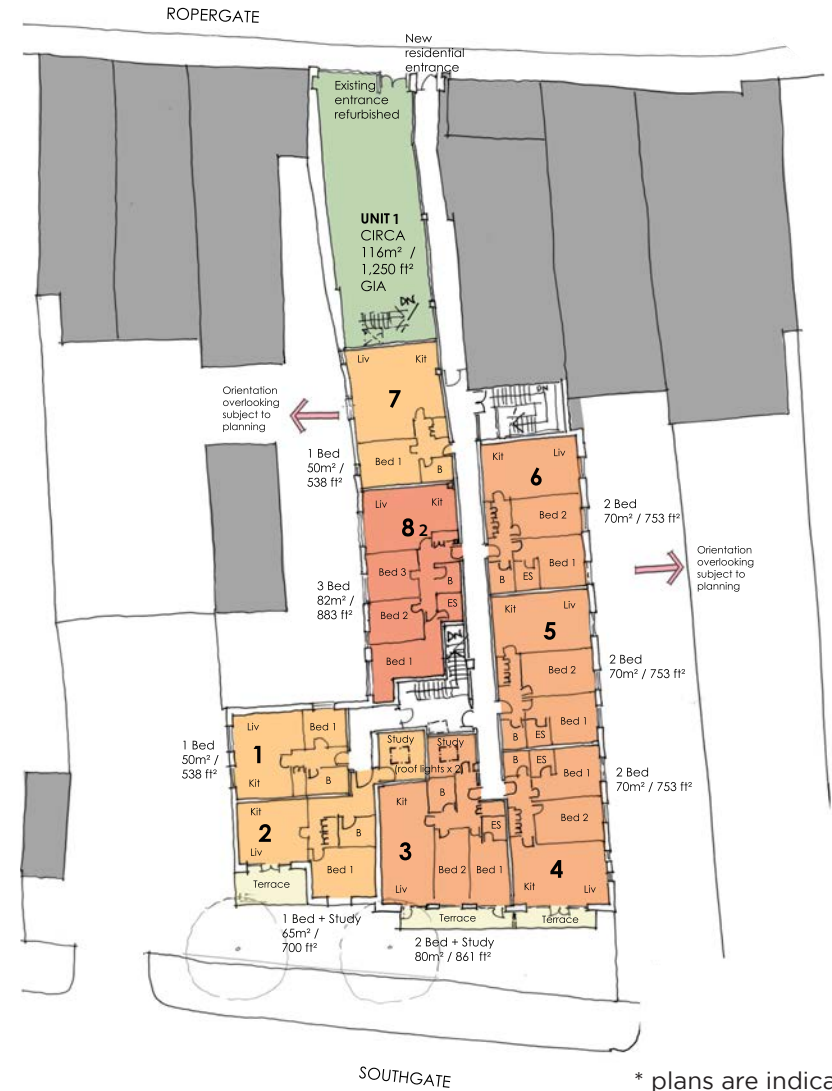 ROPERGATE
New
residential
entrance
Existing
entrance
refurbished
UNIT 1
CIRCA
116m² /
1,250 ft²
GIA
DN
Liv
Kit
7
Bed 1
B
Orientation
overlooking
subject to
planning
1 Bed
50m² /
538 ft²
DN
Kit
Liv
6
Bed 2
B
ES
Bed 1
2 Bed
70m² / 753 ft²
Liv
Kit
8 2
Bed 3
B
Bed 2
ES
Bed 1
3 Bed
82m² /
883 ft²
Orientation
overlooking
subject to
planning
Kit
Liv
5
Bed 2
B
ES
Bed 1
2 Bed
70m² / 753 ft²
1 Bed
50m² /
538 ft²
Liv
Bed 1
1
Kit
B
Study
Study
(roof lights x 2)
B
ES
Bed 1
Bed 2
4
Kit
Liv
2 Bed
70m² / 753 ft²
Kit
2
B
Liv
Bed 1
Terrace
Kit
B
ES
3
Bed 2
Bed 1
Liv
Terrace
Terrace
1 Bed + Study
65m² /
700 ft²
2 Bed + Study
80m² / 861 ft²
SOUTHGATE
* plans are indica